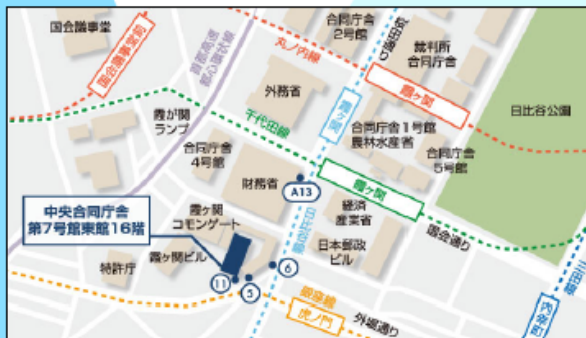 国会議事堂
国会議事堂前
首都高速
都心環状線
丸ノ内線
合同庁舎
2号館
桜田通り
裁判所
合同庁舎
霞ヶ関
外務省
霞ヶ関
日比谷公園
霞が関
ランプ
千代田線
合同庁舎
4号館
合同庁舎1号館
農林水産省
合同庁舎
5号館
財務省
A13
霞ヶ関
中央合同庁舎
第7号館東館16階
霞ヶ関
コモンゲート
経済
産業省
国会通り
日比谷線
日本郵政
ビル
特許庁
霞ヶ関ビル
11
5
6
銀座線
虎ノ門
外堀通り
三田線
内幸町